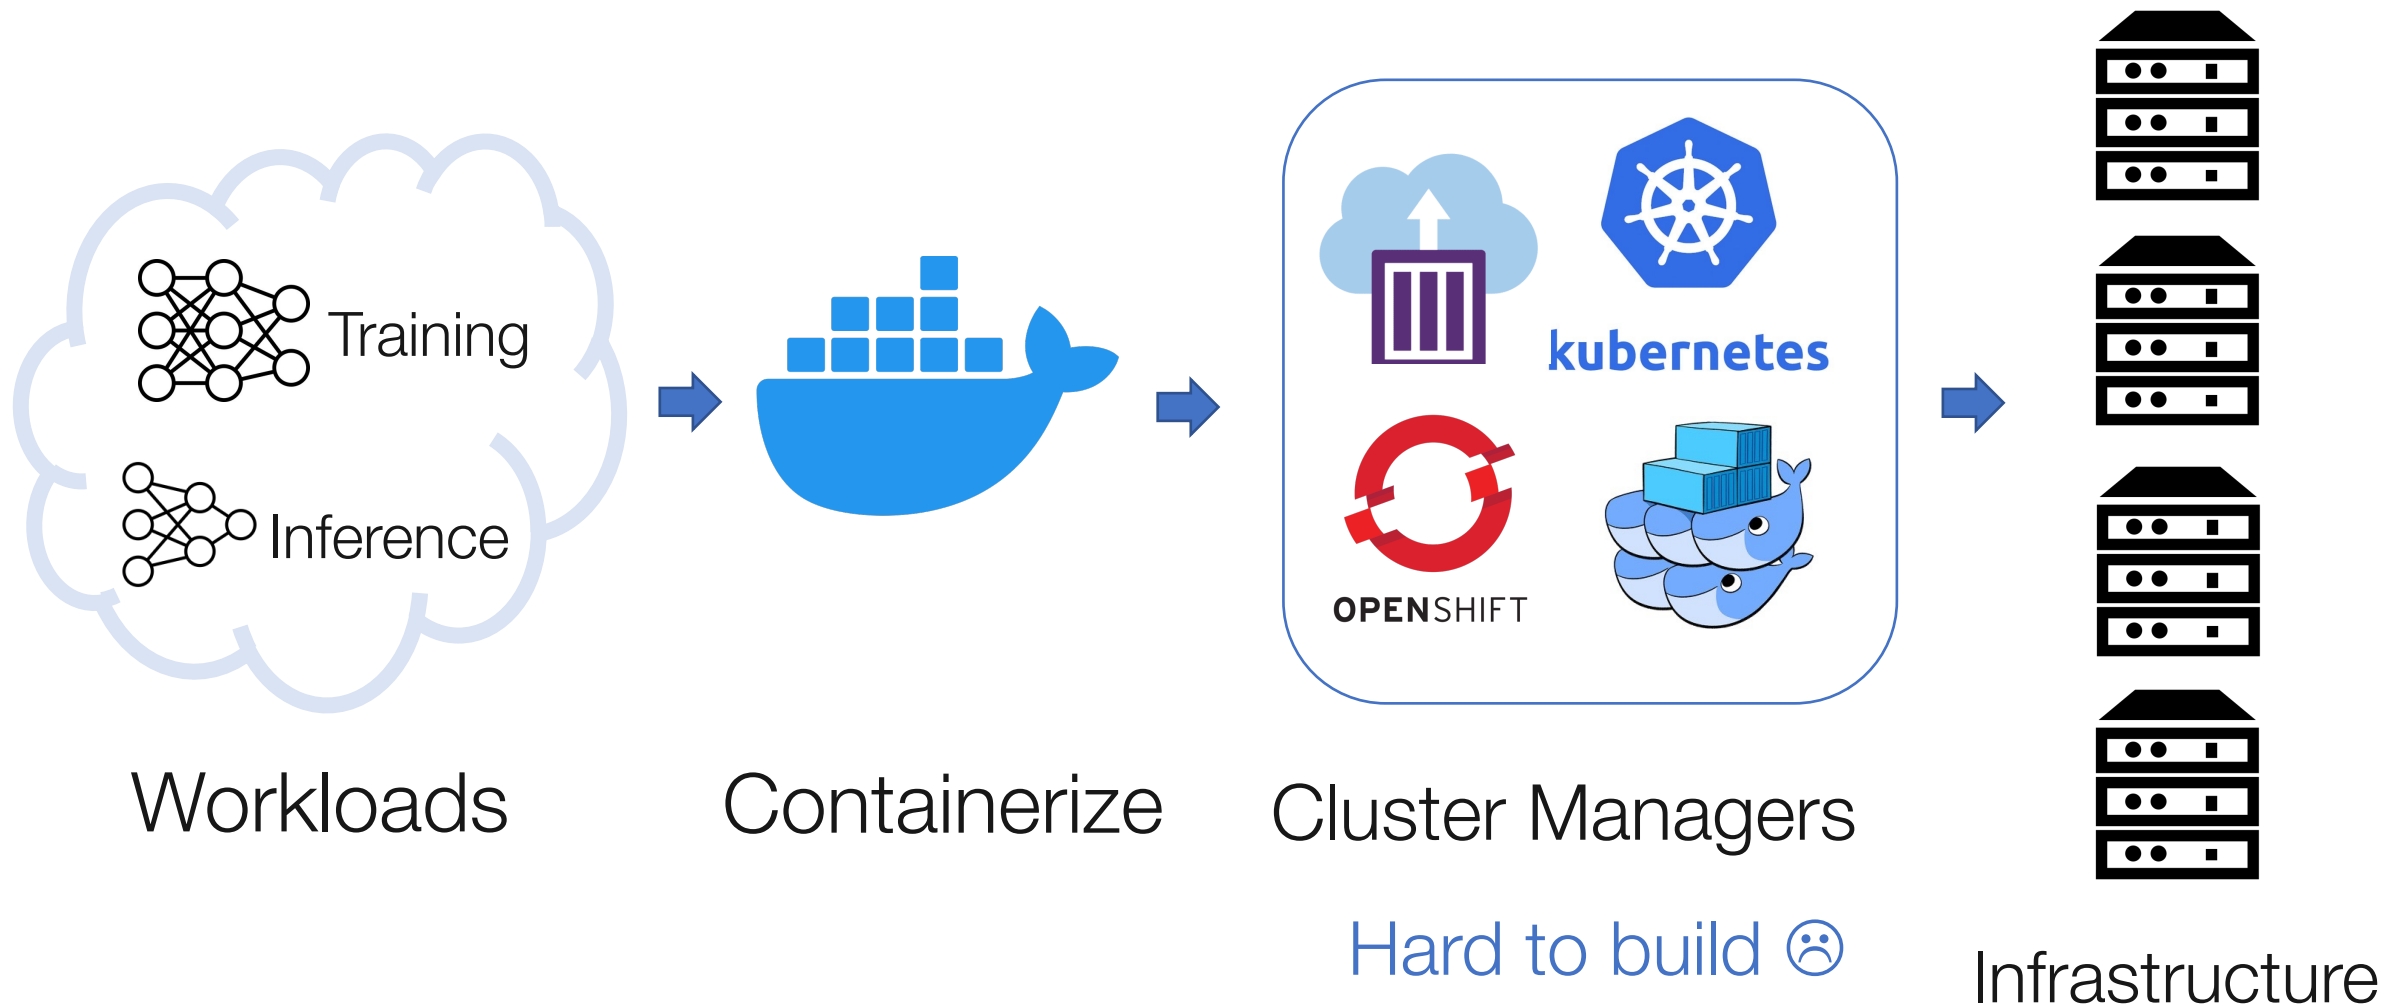 Training
Inference
kubernetes
OPENSHIFT
Workloads
Containerize
Cluster Managers
Hard to build ☹
Infrastructure